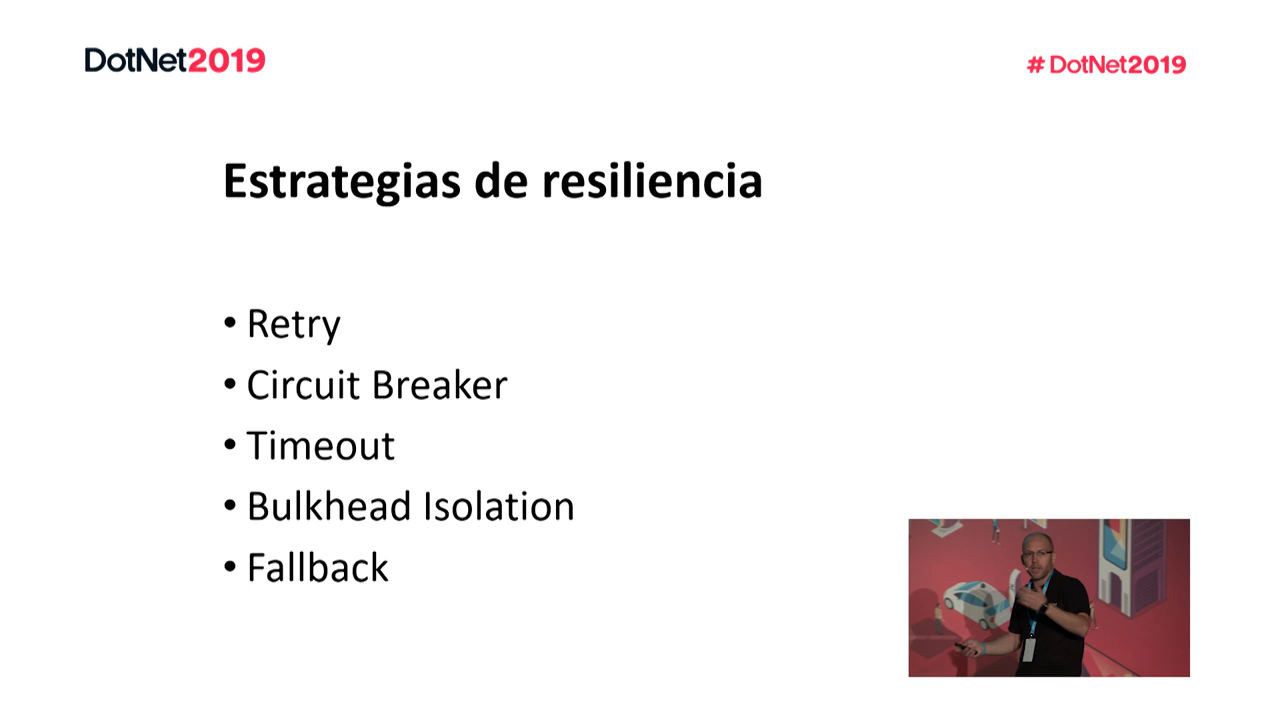 DotNet2019
# DotNet2019
Estrategias de resiliencia
• Retry
• Circuit Breaker
• Timeout
• Bulkhead Isolation
• Fallback